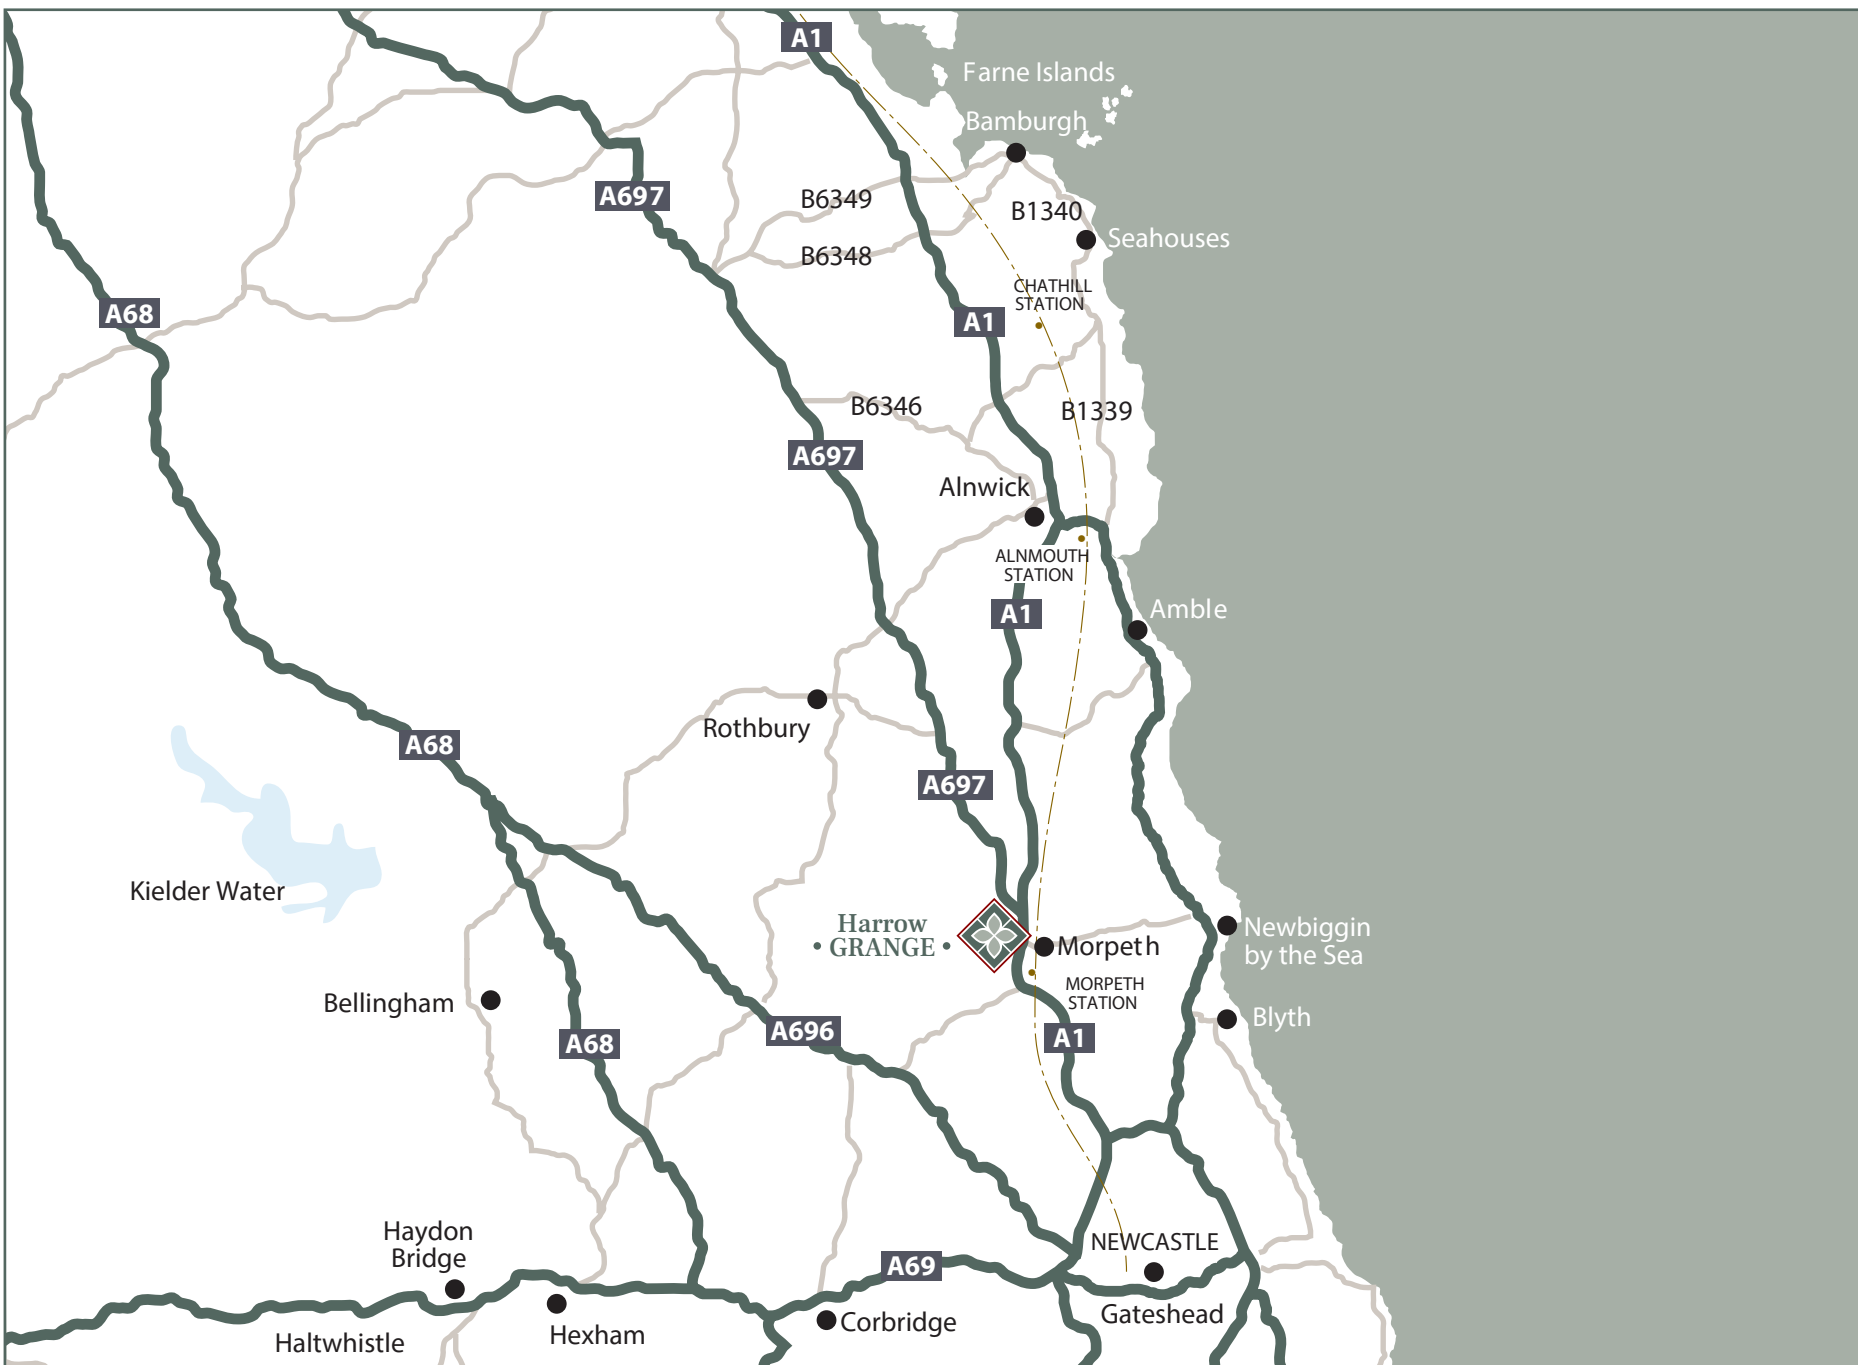 A1
Farne Islands
Bamburgh
A697
B6349
B1340
Seahouses
B6348
CHATHILL
STATION
A68
A1
B6346
B1339
A697
Alnwick
ALNMOUTH
STATION
A1
Amble
Rothbury
A68
A697
Kielder Water
Harrow
• GRANGE •
Morpeth
Newbiggin
by the Sea
MORPETH
STATION
Bellingham
Blyth
A68
A696
A1
Haydon
Bridge
NEWCASTLE
A69
Gateshead
Haltwhistle
Hexham
Corbridge